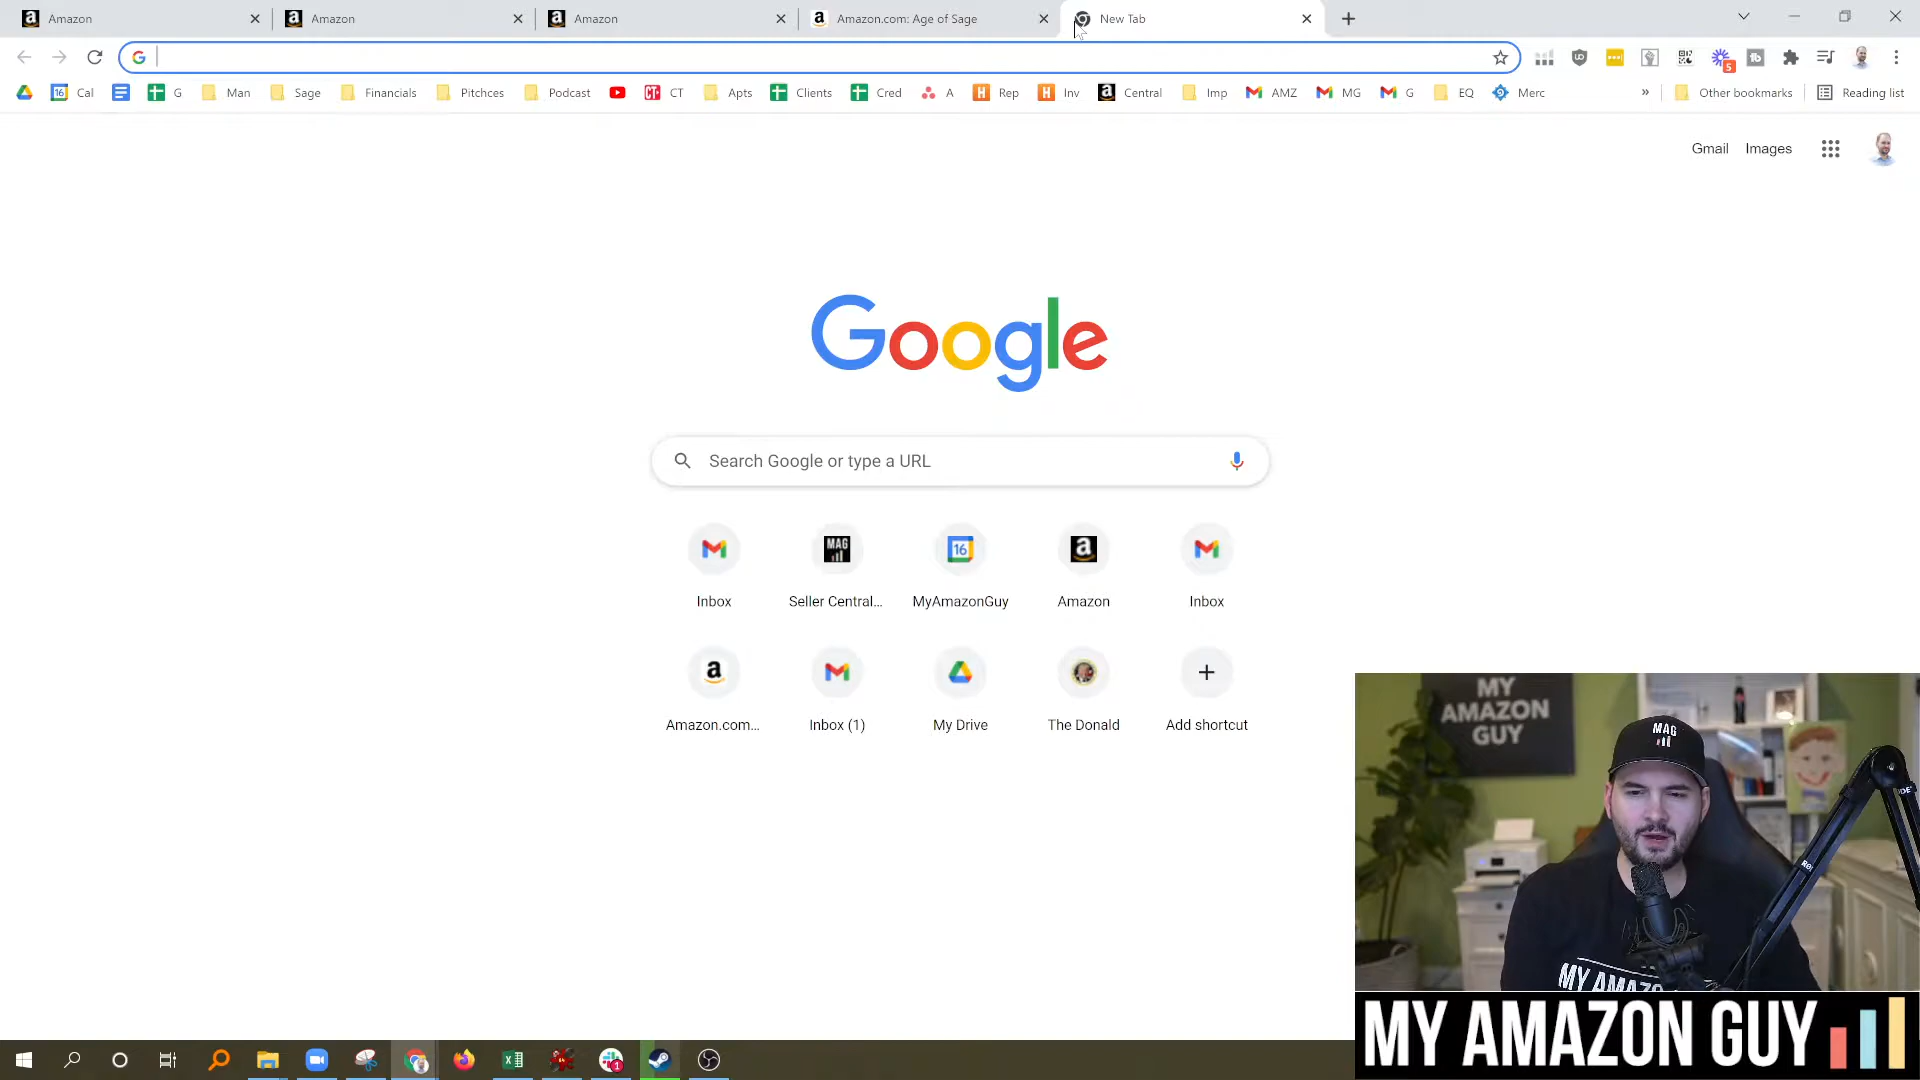 Amazon
Amazon
Amazon
Amazon.com: Age of Sage
New Tab
Cal
G
Man
Sage
Financials
Pitchces
Podcast
CT
Apts
Clients
Cred
A
Rep
Inv
Central
Imp
AMZ
MG
G
EQ
Merc
»
Other bookmarks
Reading list
Gmail
Images
Google
Search Google or type a URL
Inbox
Seller Central...
MyAmazonGuy
Amazon
Inbox
Amazon.com...
Inbox (1)
My Drive
The Donald
Add shortcut
MY
AMAZON
GUY
MAG
MY AMAZON GUY